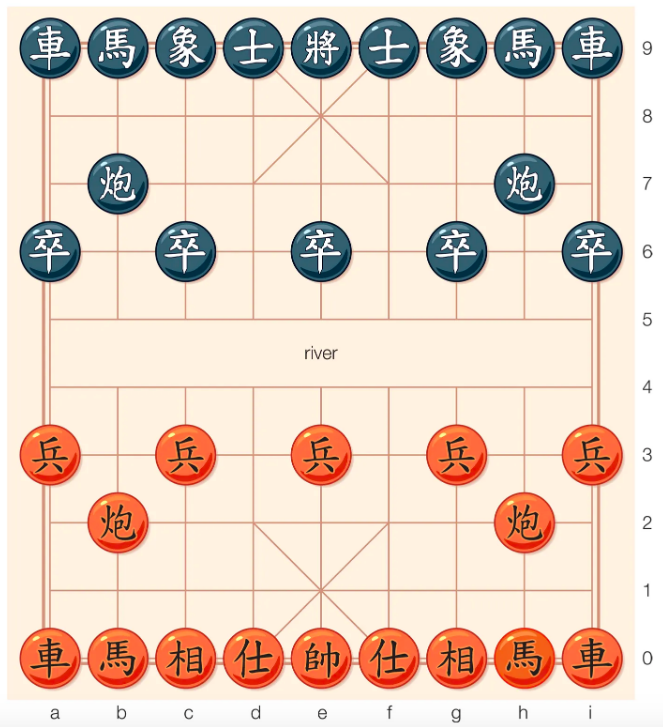 車 馬 象 士 將 士 象 馬 車 9
8
炮 炮 7
卒 卒 卒 卒 卒 6
5
river
4
兵 兵 兵 兵 兵 3
炮 炮 2
1
車 馬 相 仕 帥 仕 相 馬 車 0
a b c d e f g h i